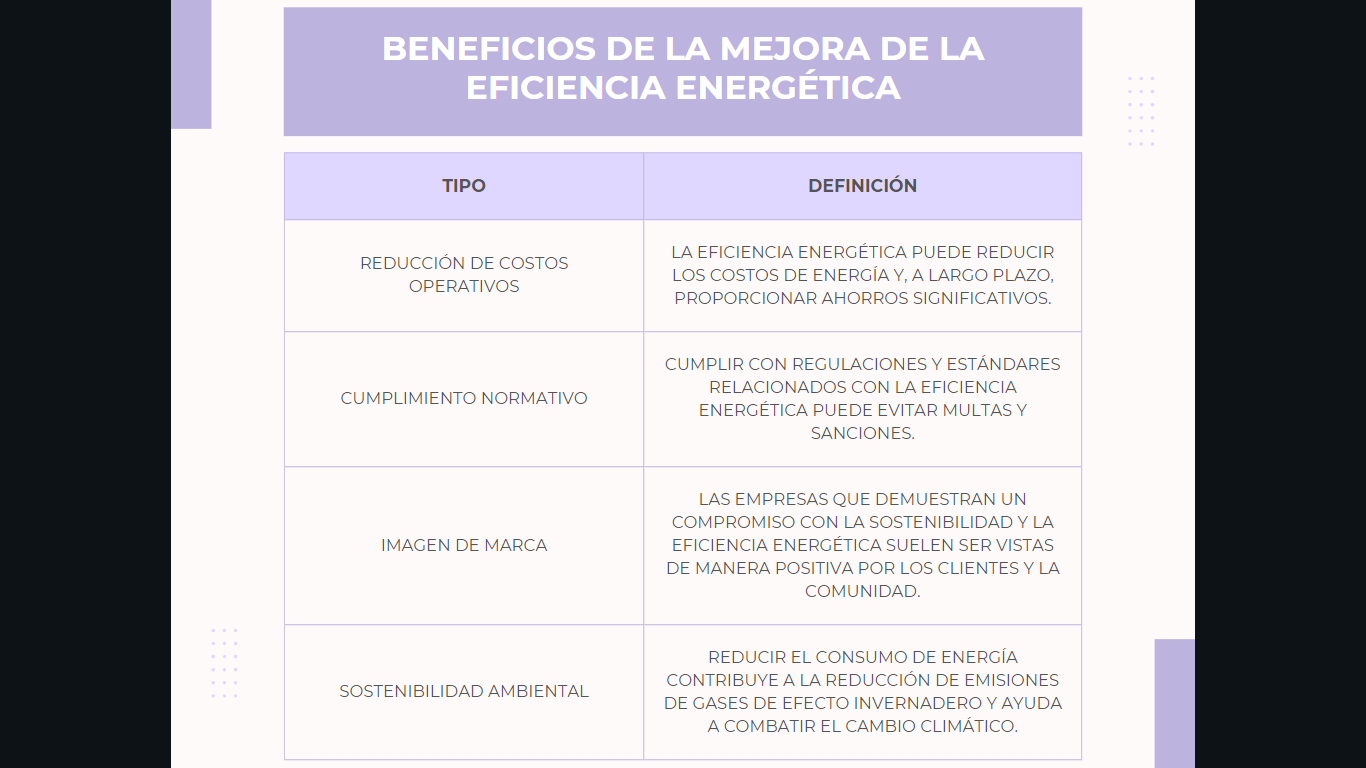 BENEFICIOS DE LA MEJORA DE LA
EFICIENCIA ENERGÉTICA
TIPO
DEFINICIÓN
REDUCCIÓN DE COSTOS
OPERATIVOS
LA EFICIENCIA ENERGÉTICA PUEDE REDUCIR
LOS COSTOS DE ENERGÍA Y, A LARGO PLAZO,
PROPORCIONAR AHORROS SIGNIFICATIVOS.
CUMPLIMIENTO NORMATIVO
CUMPLIR CON REGULACIONES Y ESTÁNDARES
RELACIONADOS CON LA EFICIENCIA
ENERGÉTICA PUEDE EVITAR MULTAS Y
SANCIONES.
IMAGEN DE MARCA
LAS EMPRESAS QUE DEMUESTRAN UN
COMPROMISO CON LA SOSTENIBILIDAD Y LA
EFICIENCIA ENERGÉTICA SUELEN SER VISTAS
DE MANERA POSITIVA POR LOS CLIENTES Y LA
COMUNIDAD.
SOSTENIBILIDAD AMBIENTAL
REDUCIR EL CONSUMO DE ENERGÍA
CONTRIBUYE A LA REDUCCIÓN DE EMISIONES
DE GASES DE EFECTO INVERNADERO Y AYUDA
A COMBATIR EL CAMBIO CLIMÁTICO.